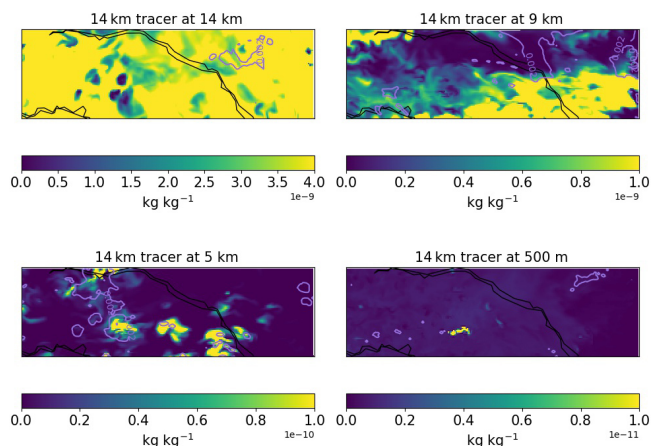 14 km tracer at 14 km
14 km tracer at 9 km
0.0 0.5 1.0 1.5 2.0 2.5 3.0 3.5 4.0
1e−9
kg kg⁻¹
0.0 0.2 0.4 0.6 0.8 1.0
1e−9
kg kg⁻¹
14 km tracer at 5 km
14 km tracer at 500 m
0.0 0.2 0.4 0.6 0.8 1.0
1e−10
kg kg⁻¹
0.0 0.2 0.4 0.6 0.8 1.0
1e−11
kg kg⁻¹